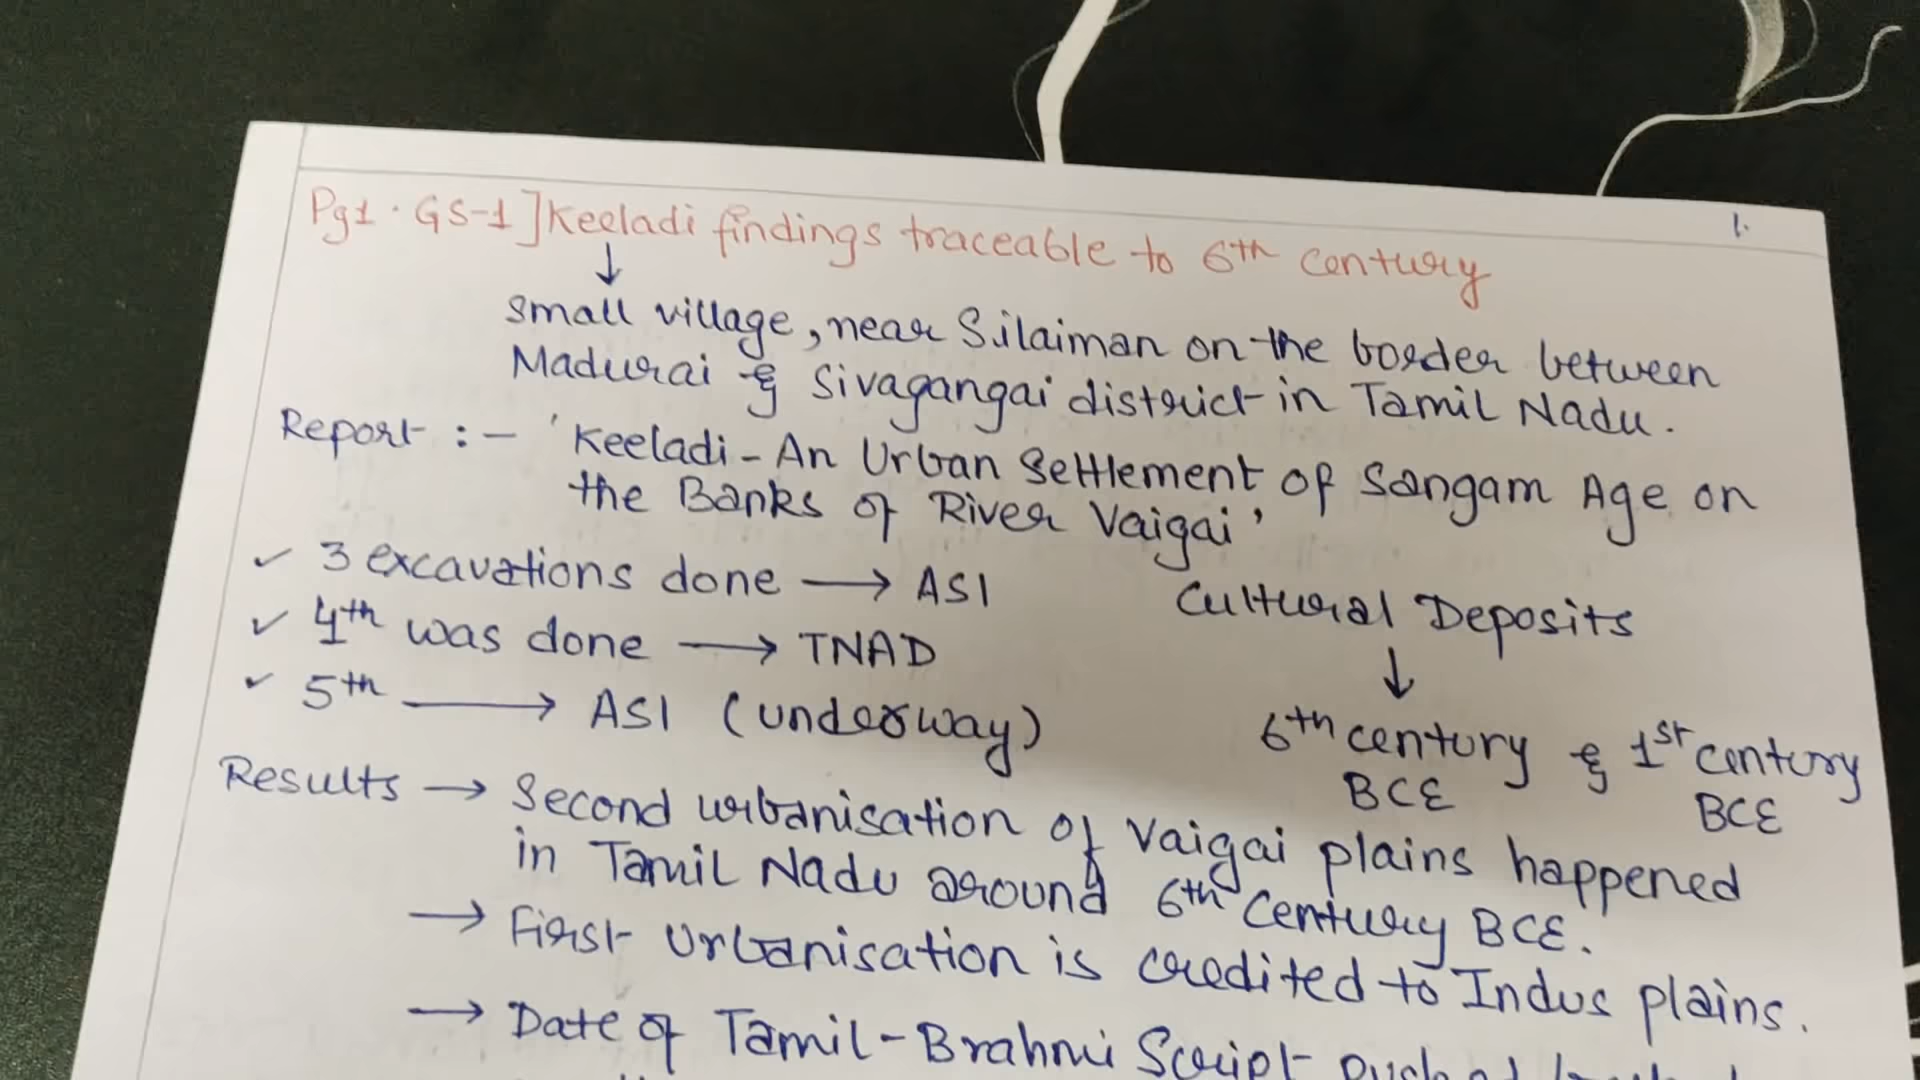 1.
Pg1. GS-1] Keeladi findings traceable to 6th century
↓
small village, near Silaiman on the border between
Madurai & Sivagangai district in Tamil Nadu.
Report :- 'Keeladi - An Urban Settlement of Sangam Age on
the Banks of River Vaigai'
✓ 3 excavations done → ASI
✓ 4th was done → TNAD
✓ 5th → ASI (underway)
Cultural Deposits
↓
6th century & 1st century
BCE BCE
Results → Second urbanisation of Vaigai plains happened
in Tamil Nadu around 6th Century BCE.
→ First Urbanisation is credited to Indus plains.
→ Date of Tamil-Brahmi Script